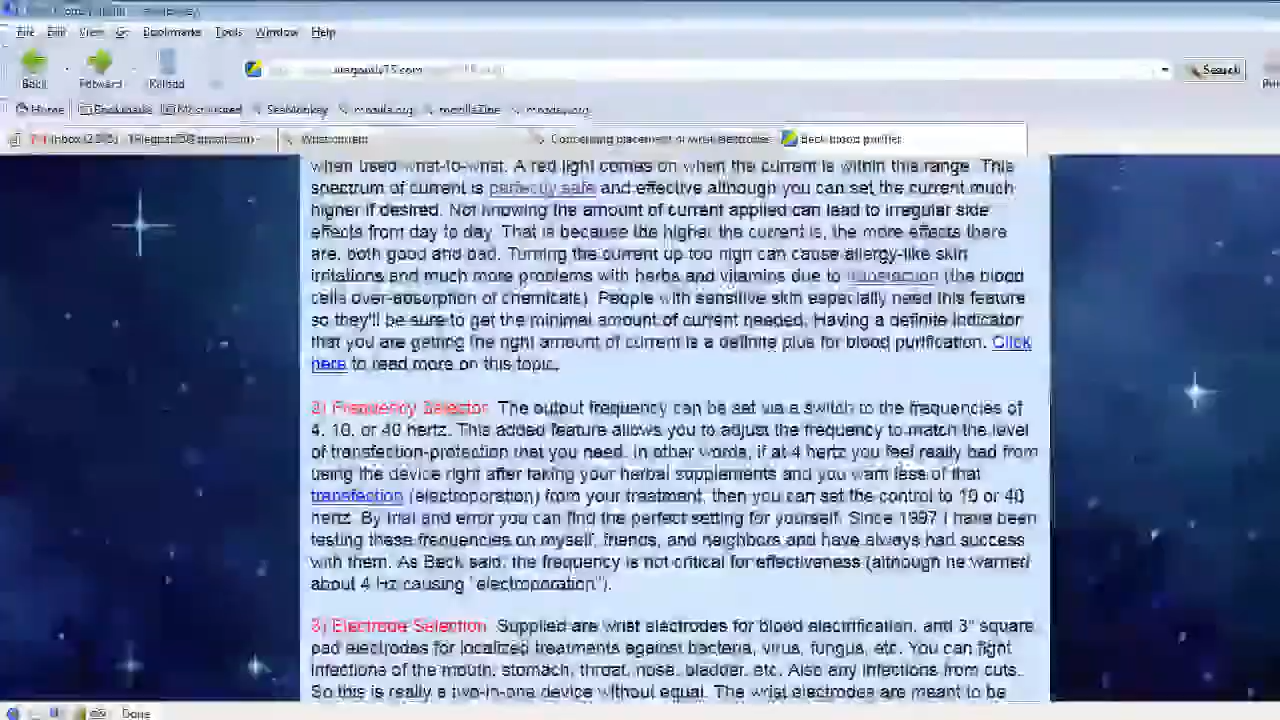 File Edit View Go Bookmarks Tools Window Help
Back Forward Reload Search
Home Bookmarks Most Visited SeaMonkey mozilla.org mozillaZine mozdev.org
Concerning placement of wrist electrodes Beck blood purifier
when used wrist-to-wrist. A red light comes on when the current is within this range. This
spectrum of current is perfectly safe and effective although you can set the current much
higher if desired. Not knowing the amount of current applied can lead to irregular side
effects from day to day. That is because the higher the current is, the more effects there
are, both good and bad. Turning the current up too high can cause allergy-like skin
irritations and much more problems with herbs and vitamins due to transfection (the blood
cells over-absorption of chemicals). People with sensitive skin especially need this feature
so they'll be sure to get the minimal amount of current needed. Having a definite indicator
that you are getting the right amount of current is a definite plus for blood purification. Click
here to read more on this topic.
2) Frequency Selector The output frequency can be set via a switch to the frequencies of
4, 10, or 40 hertz. This added feature allows you to adjust the frequency to match the level
of transfection-protection that you need. In other words, if at 4 hertz you feel really bad from
using the device right after taking your herbal supplements and you want less of that
transfection (electroporation) from your treatment, then you can set the control to 10 or 40
hertz. By trial and error you can find the perfect setting for yourself. Since 1997 I have been
testing these frequencies on myself, friends, and neighbors and have always had success
with them. As Beck said, the frequency is not critical for effectiveness (although he warned
about 4 Hz causing "electroporation").
3) Electrode Selection Supplied are wrist electrodes for blood electrification, and 3" square
pad electrodes for localized treatments against bacteria, virus, fungus, etc. You can fight
infections of the mouth, stomach, throat, nose, bladder, etc. Also any infections from cuts.
So this is really a two-in-one device without equal. The wrist electrodes are meant to be
Done